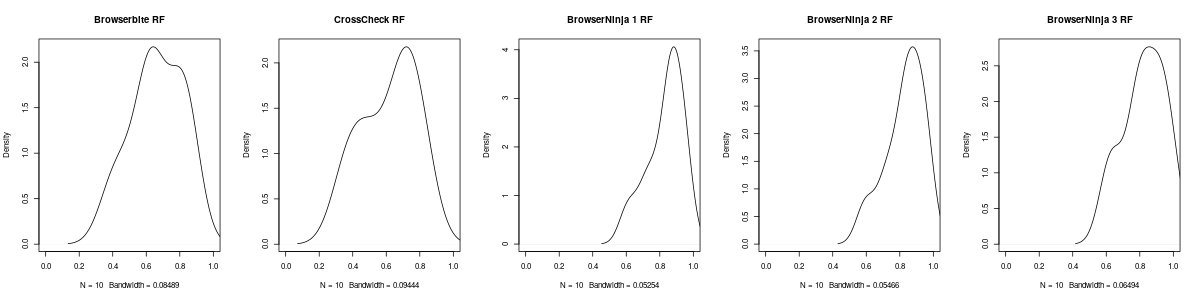 Browserbite RF
Density
0.0 0.5 1.0 1.5 2.0
0.0 0.2 0.4 0.6 0.8 1.0
N = 10 Bandwidth = 0.08489
CrossCheck RF
Density
0.0 0.5 1.0 1.5 2.0
0.0 0.2 0.4 0.6 0.8 1.0
N = 10 Bandwidth = 0.09444
BrowserNinja 1 RF
Density
0 1 2 3 4
0.0 0.2 0.4 0.6 0.8 1.0
N = 10 Bandwidth = 0.05254
BrowserNinja 2 RF
Density
0.0 0.5 1.0 1.5 2.0 2.5 3.0 3.5
0.0 0.2 0.4 0.6 0.8 1.0
N = 10 Bandwidth = 0.05466
BrowserNinja 3 RF
Density
0.0 0.5 1.0 1.5 2.0 2.5
0.0 0.2 0.4 0.6 0.8 1.0
N = 10 Bandwidth = 0.06494